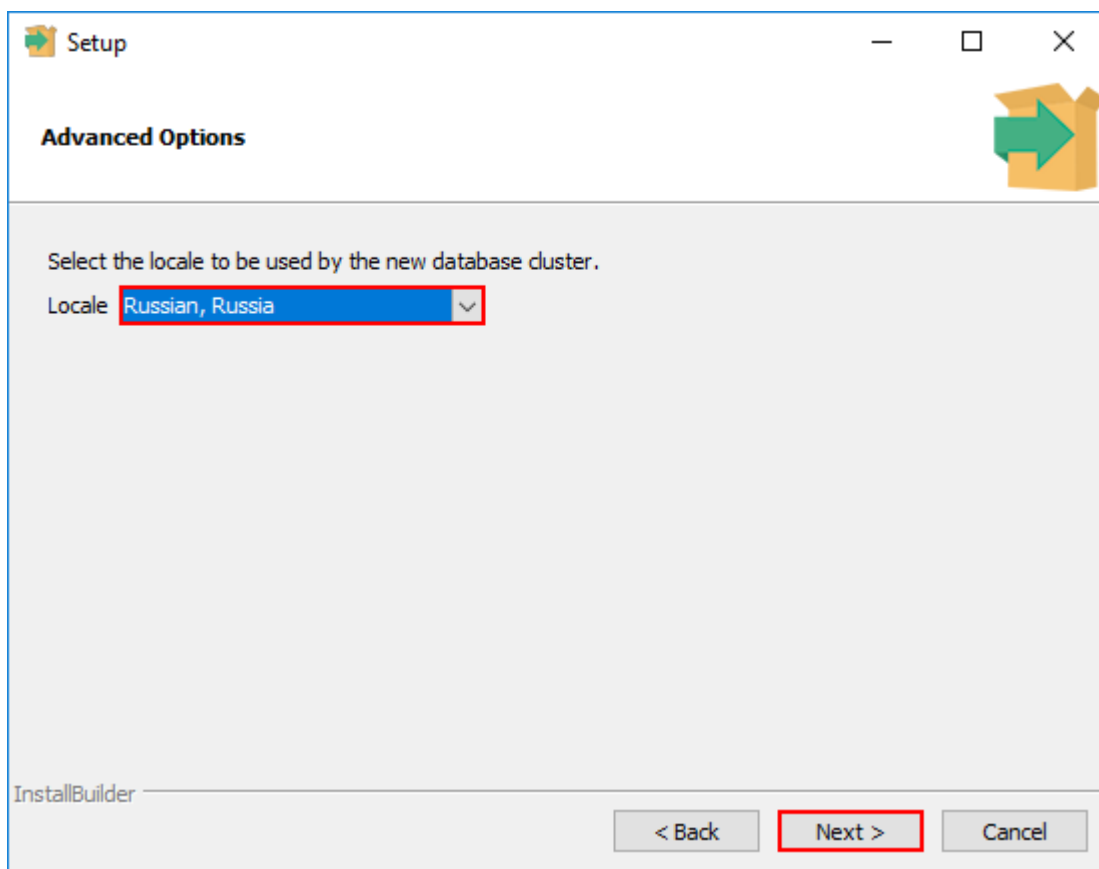 Setup
Advanced Options
Select the locale to be used by the new database cluster.
Locale Russian, Russia
InstallBuilder
< Back Next > Cancel